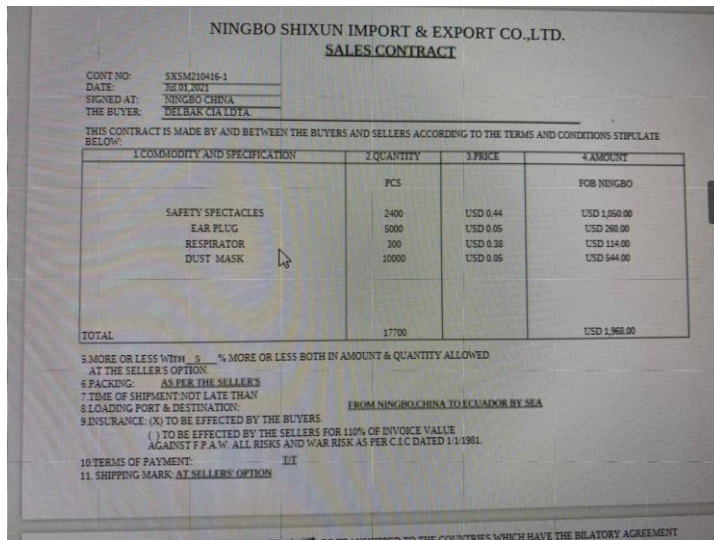 NINGBO SHIXUN IMPORT & EXPORT CO.,LTD.
SALES CONTRACT
CONT NO: SXSM210416-1
DATE: Jul.01,2021
SIGNED AT: NINGBO CHINA
THE BUYER: DELBAK CIA LDTA.
THIS CONTRACT IS MADE BY AND BETWEEN THE BUYERS AND SELLERS ACCORDING TO THE TERMS AND CONDITIONS STIPULATE
BELOW:
1.COMMODITY AND SPECIFICATION 2.QUANTITY 3.PRICE 4.AMOUNT
PCS FOB NINGBO
SAFETY SPECTACLES 2400 USD 0.44 USD 1,050.00
EAR PLUG 5000 USD 0.05 USD 260.00
RESPIRATOR 300 USD 0.38 USD 114.00
DUST MASK 10000 USD 0.05 USD 544.00
TOTAL 17700 USD 1,968.00
5.MORE OR LESS WITH 5 % MORE OR LESS BOTH IN AMOUNT & QUANTITY ALLOWED
AT THE SELLER'S OPTION.
6.PACKING: AS PER THE SELLER'S
7.TIME OF SHIPMENT:NOT LATE THAN
8.LOADING PORT & DESTINATION: FROM NINGBO,CHINA TO ECUADOR BY SEA
9.INSURANCE: (X) TO BE EFFECTED BY THE BUYERS.
( ) TO BE EFFECTED BY THE SELLERS FOR 110% OF INVOICE VALUE
AGAINST F.P.A.W. ALL RISKS AND WAR RISK AS PER C.I.C DATED 1/1/1981.
10.TERMS OF PAYMENT: T/T
11. SHIPPING MARK: AT SELLERS' OPTION
TO THE COUNTRIES WHICH HAVE THE BILATORY AGREEMENT